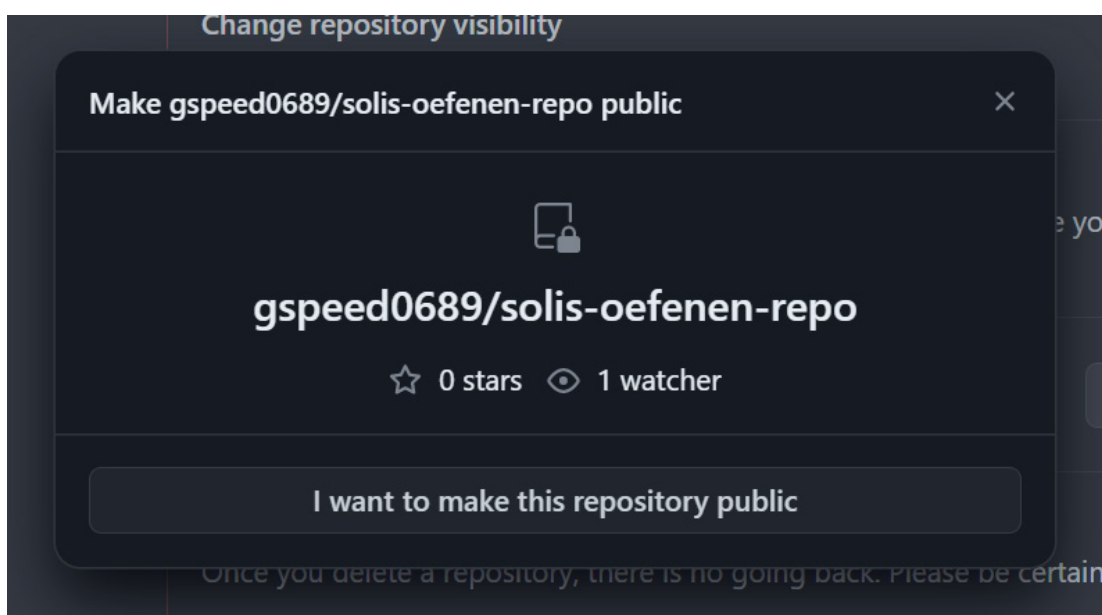 Change repository visibility
Make gspeed0689/solis-oefenen-repo public
e yo
gspeed0689/solis-oefenen-repo
0 stars 1 watcher
I want to make this repository public
Once you delete a repository, there is no going back. Please be certain